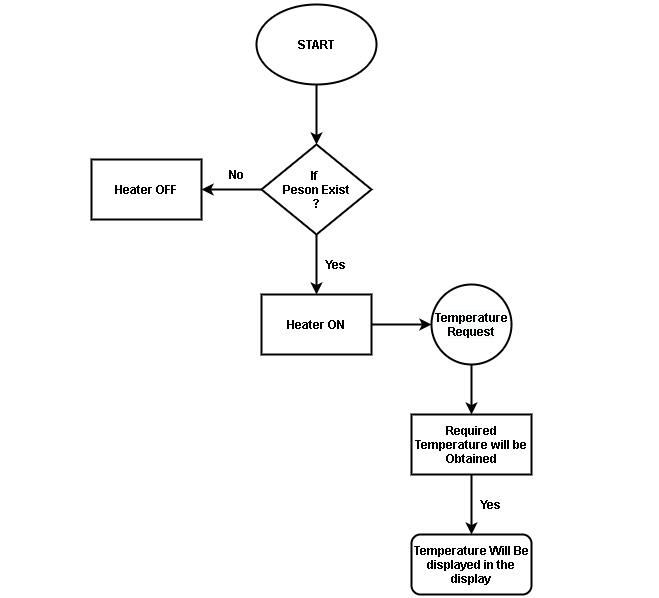 START
If
Peson Exist
?
No
Heater OFF
Yes
Heater ON
Temperature
Request
Required
Temperature will be
Obtained
Yes
Temperature Will Be
displayed in the
display